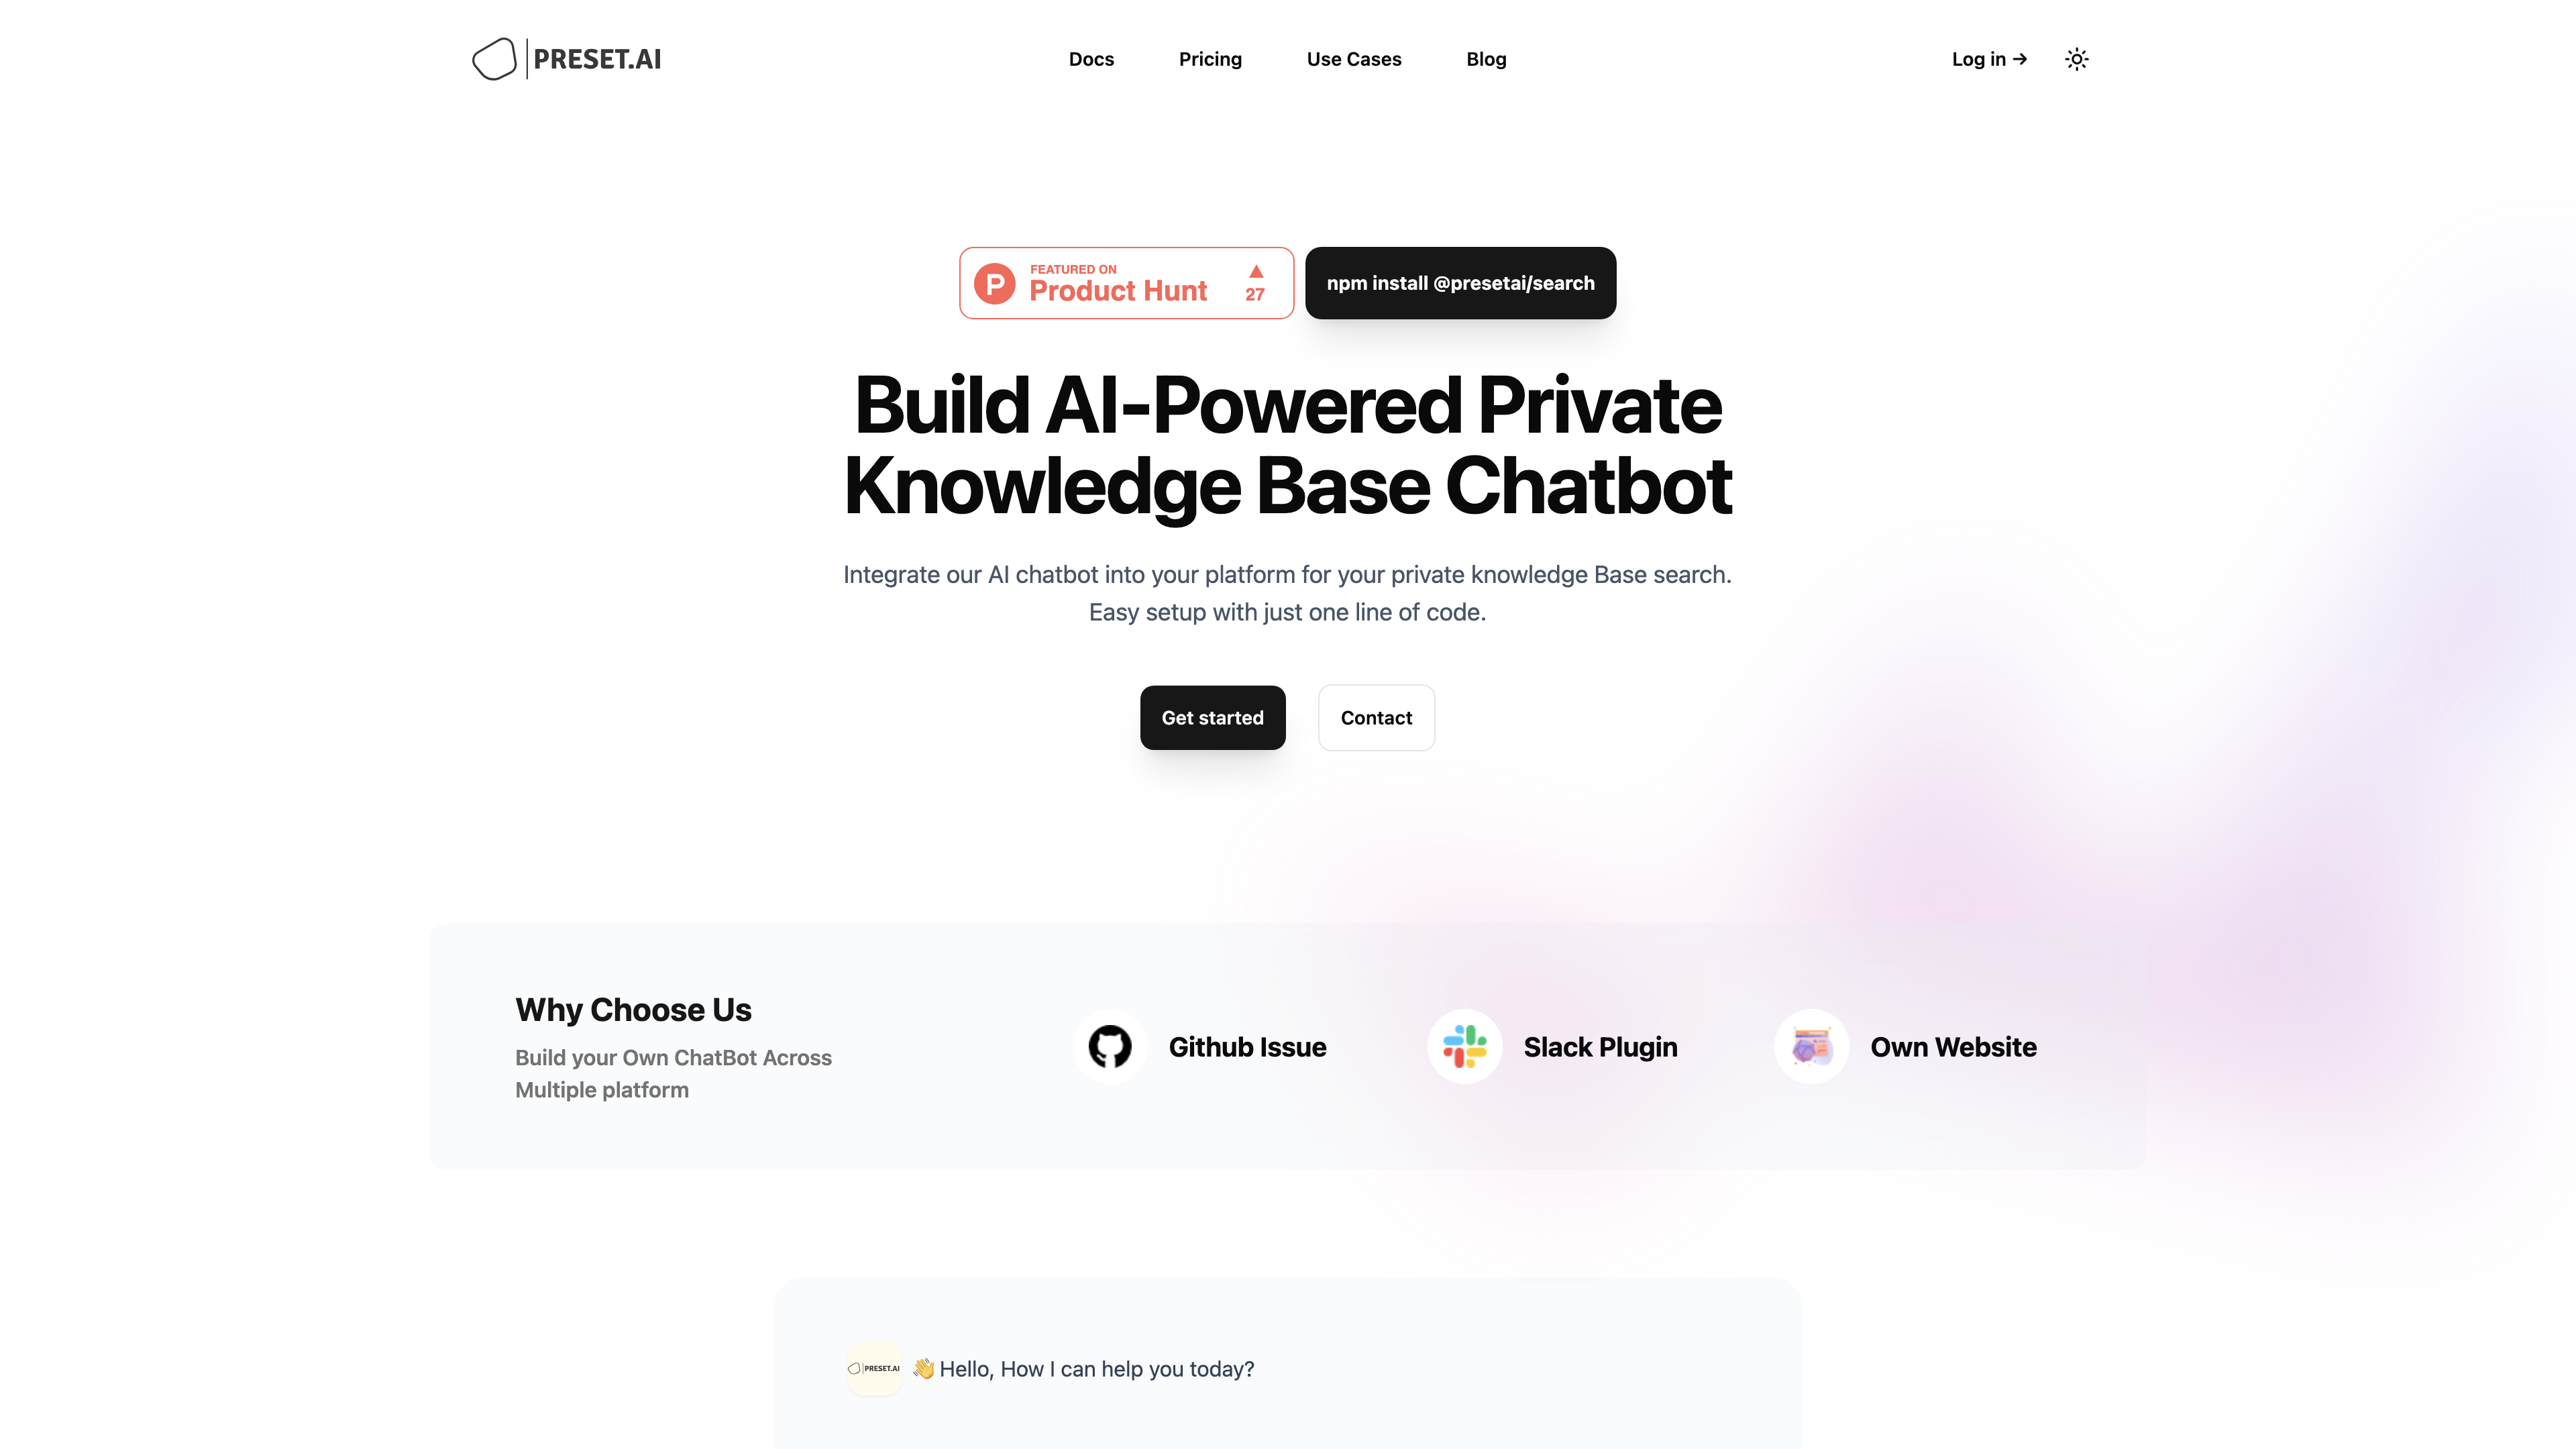 PRESET.AI
Docs
Pricing
Use Cases
Blog
Log in →
FEATURED ON
Product Hunt
27
npm install @presetai/search
Build AI-Powered Private
Knowledge Base Chatbot
Integrate our AI chatbot into your platform for your private knowledge Base search.
Easy setup with just one line of code.
Get started
Contact
Why Choose Us
Build your Own ChatBot Across
Multiple platform
Github Issue
Slack Plugin
Own Website
PRESET.AI
👋 Hello, How I can help you today?